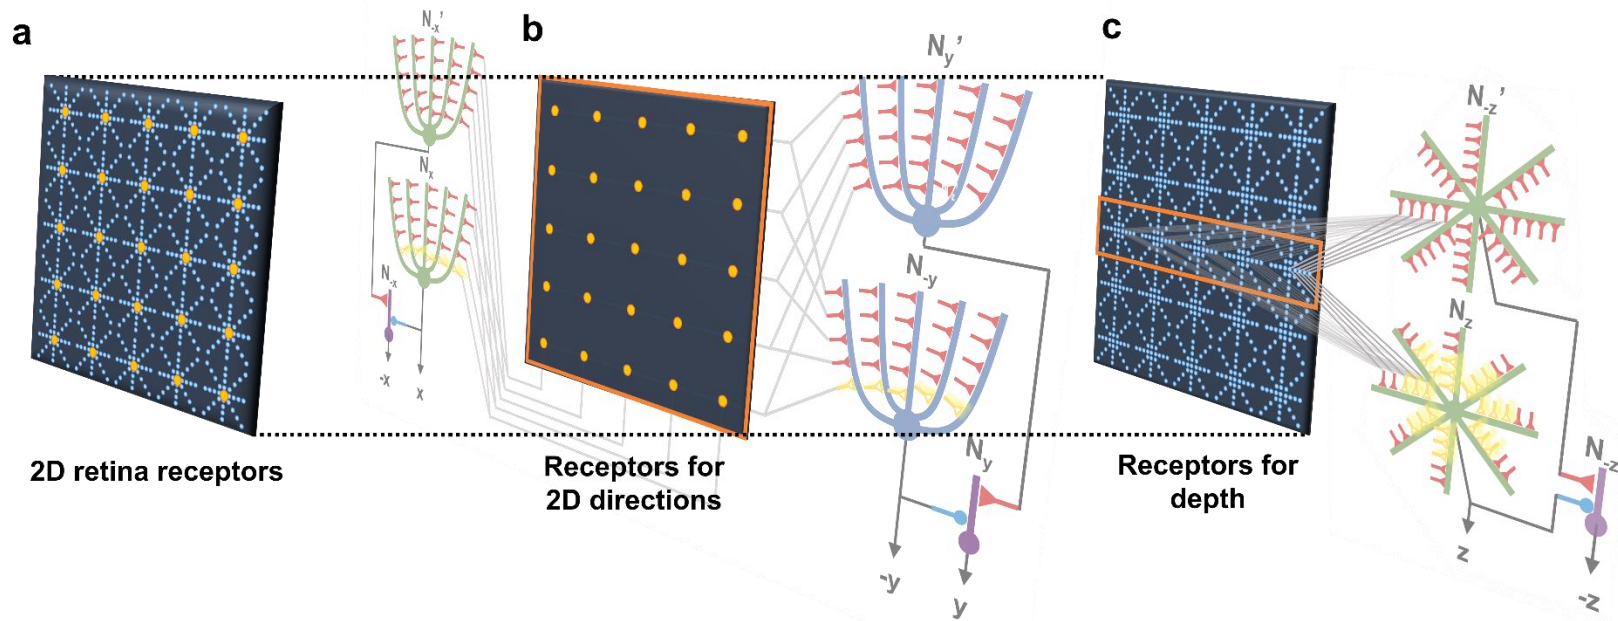 a
N-x'
Nx
N-x
-x
x
2D retina receptors
b
Ny'
N-y
Ny
-y
y
Receptors for
2D directions
c
N-z'
Nz
N-z
z
-z
Receptors for
depth